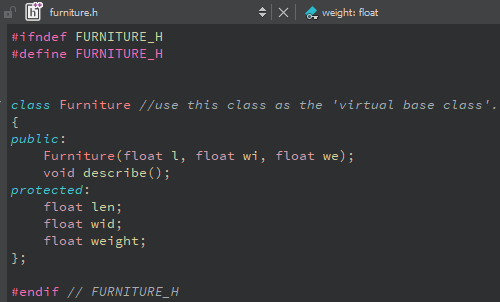 furniture.h weight: float
#ifndef FURNITURE_H
#define FURNITURE_H
class Furniture //use this class as the 'virtual base class'.
{
public:
Furniture(float l, float wi, float we);
void describe();
protected:
float len;
float wid;
float weight;
};
#endif // FURNITURE_H